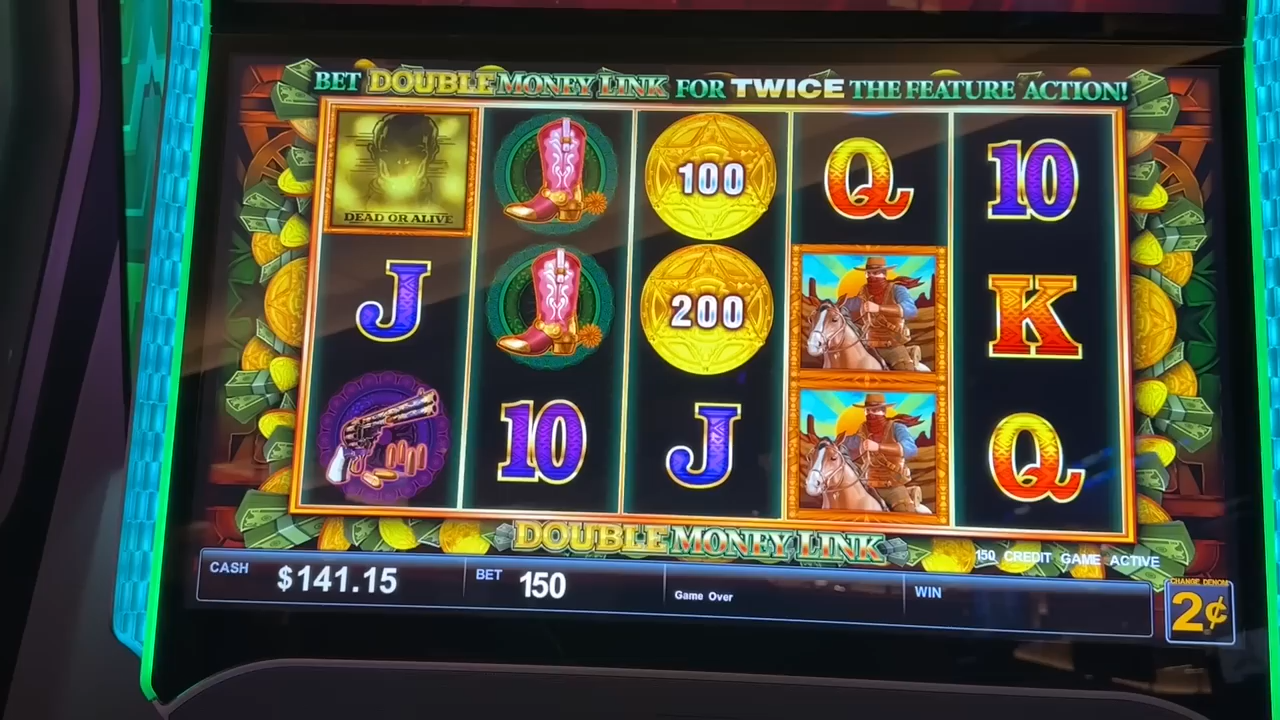 BET DOUBLE MONEY LINK FOR TWICE THE FEATURE ACTION!
DEAD OR ALIVE
100
Q
10
J
200
K
10
J
Q
DOUBLE MONEY LINK
150 CREDIT GAME ACTIVE
CASH $141.15
BET 150
Game Over
WIN
CHANGE DENOM
2¢